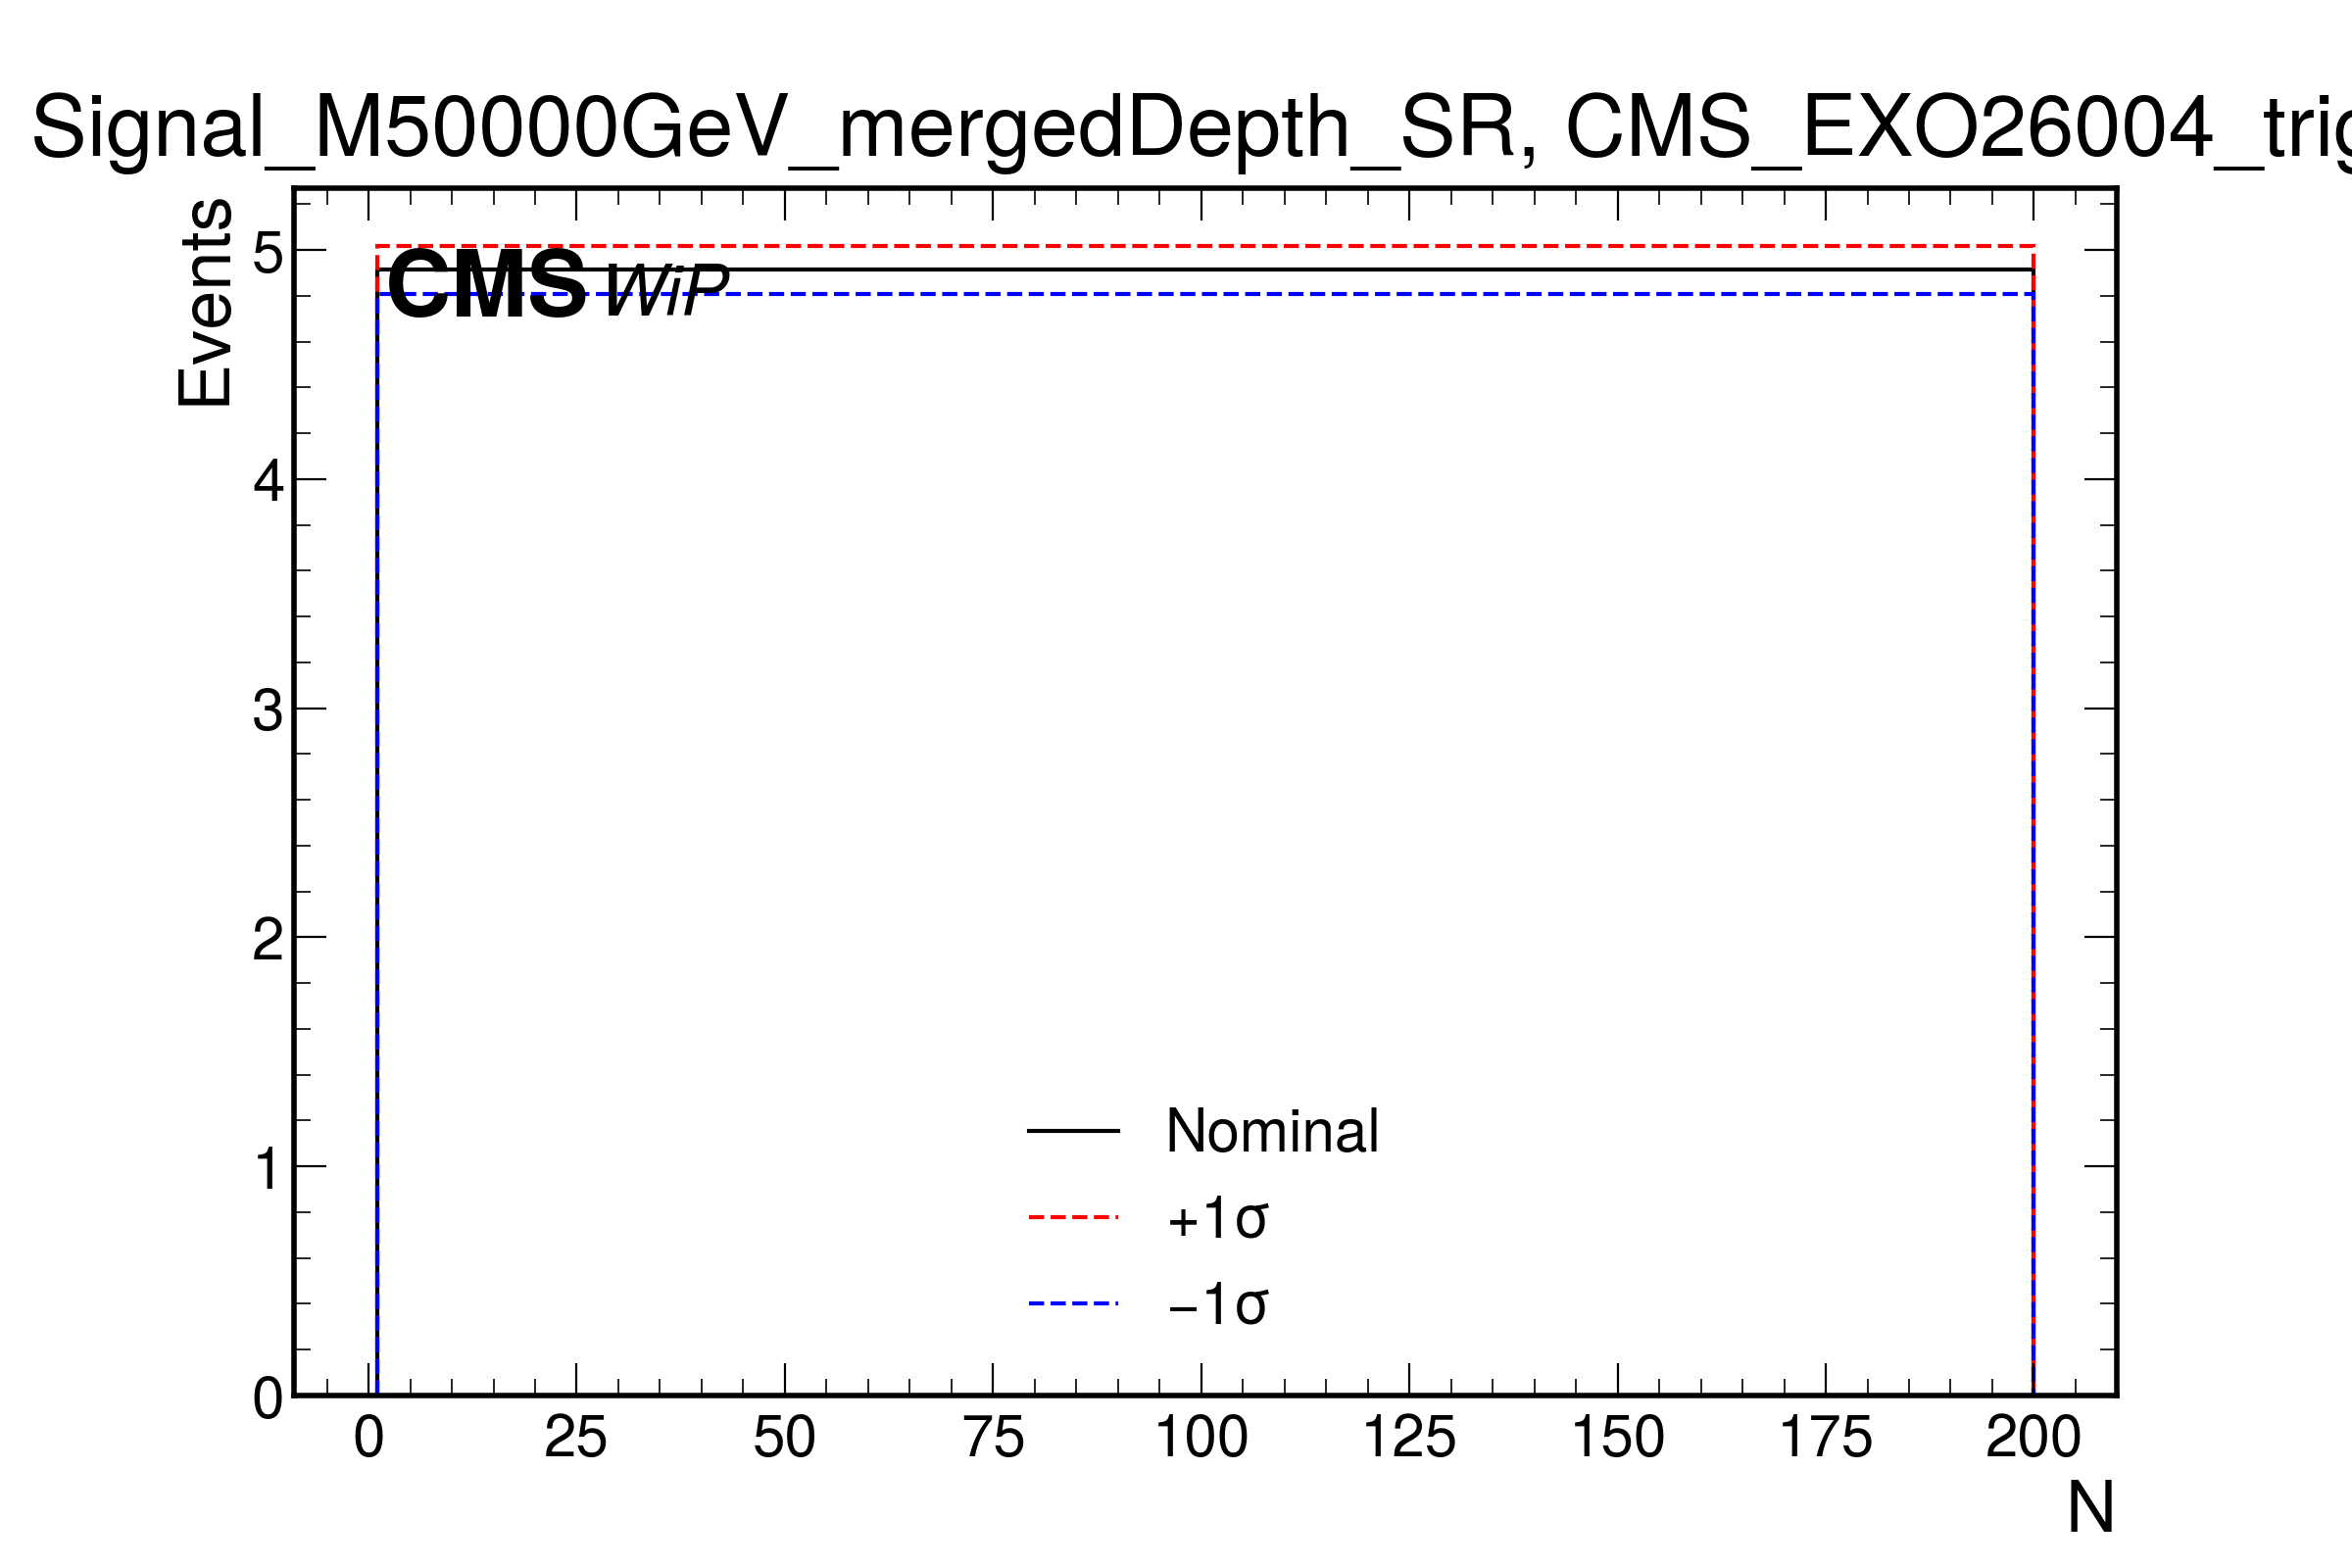 Signal_M50000GeV_mergedDepth_SR, CMS_EXO26004_trig
Events
CMS WiP
5
4
3
2
1
0
Nominal
+1σ
−1σ
0 25 50 75 100 125 150 175 200
N